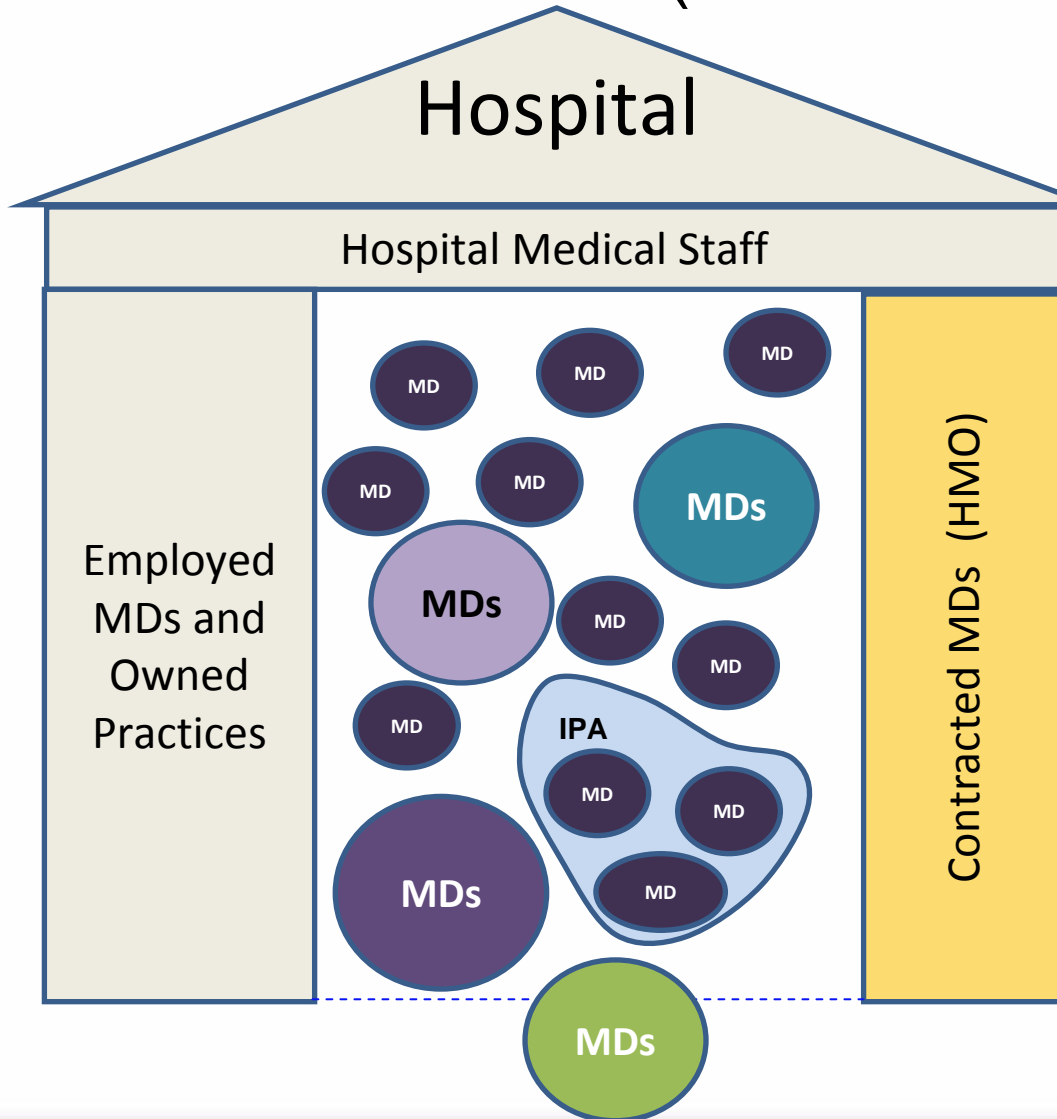 Hospital
Hospital Medical Staff
Employed
MDs and
Owned
Practices
MD
MD
MD
MD
MD
MDs
MDs
MD
MD
MD
IPA
MD
MD
MD
MDs
MDs
Contracted MDs (HMO)